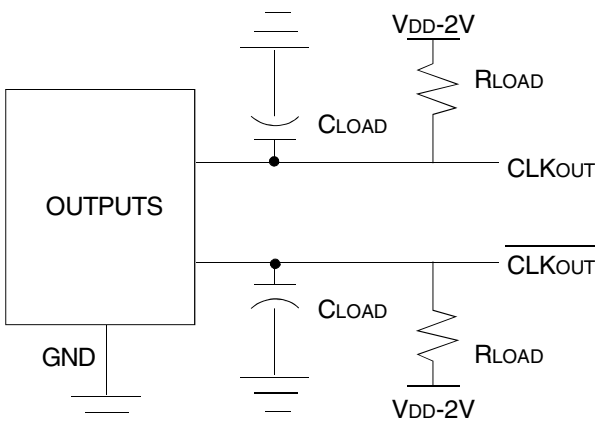 VDD-2V
RLOAD
CLOAD
CLKOUT
OUTPUTS
CLKOUT
CLOAD
GND
RLOAD
VDD-2V